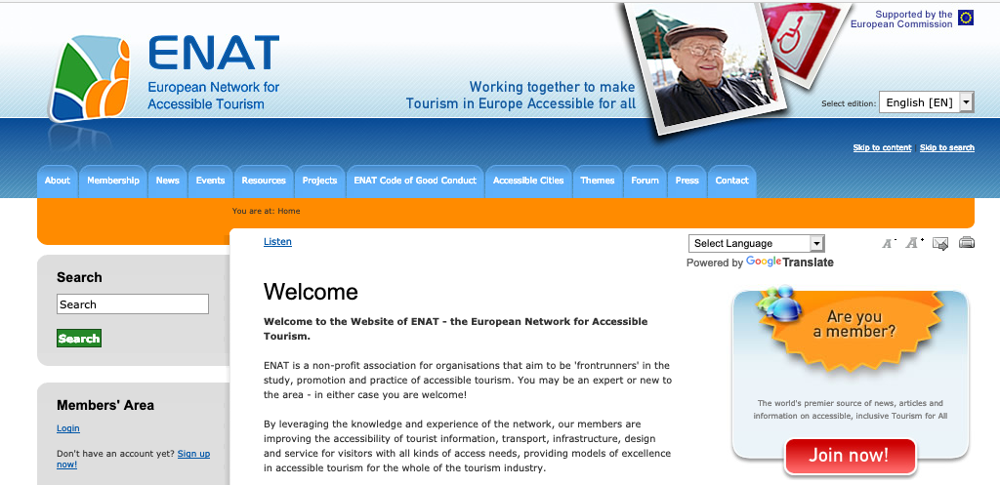 ENAT
European Network for
Accessible Tourism
Working together to make
Tourism in Europe Accessible for all
Supported by the
European Commission
Select edition: English [EN]
Skip to content Skip to search
About Membership News Events Resources Projects ENAT Code of Good Conduct Accessible Cities Themes Forum Press Contact
You are at: Home
Listen
Select Language
A- A+
Powered by Google Translate
Search
Search
Search
Members' Area
Login
Don't have an account yet? Sign up
now!
Welcome
Welcome to the Website of ENAT - the European Network for Accessible
Tourism.
ENAT is a non-profit association for organisations that aim to be 'frontrunners' in the
study, promotion and practice of accessible tourism. You may be an expert or new to
the area - in either case you are welcome!
By leveraging the knowledge and experience of the network, our members are
improving the accessibility of tourist information, transport, infrastructure, design
and service for visitors with all kinds of access needs, providing models of excellence
in accessible tourism for the whole of the tourism industry.
Are you
a member?
The world's premier source of news, articles and
information on accessible, inclusive Tourism for All
Join now!